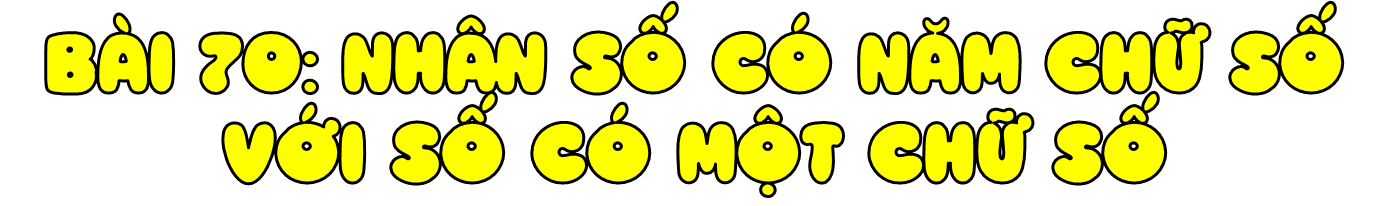 BÀI 70: NHÂN SỐ CÓ NĂM CHỮ SỐ
VỚI SỐ CÓ MỘT CHỮ SỐ